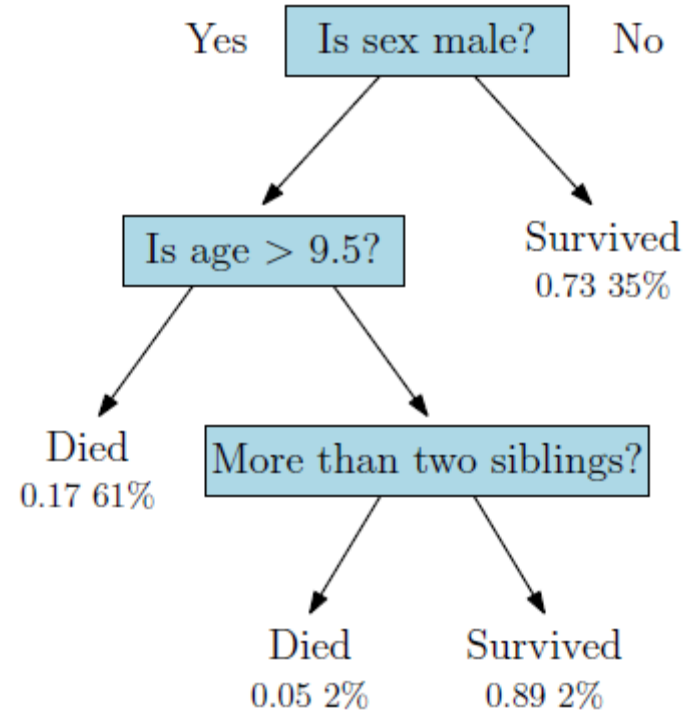 Yes
Is sex male?
No
Is age > 9.5?
Survived
0.73 35%
Died
0.17 61%
More than two siblings?
Died
0.05 2%
Survived
0.89 2%